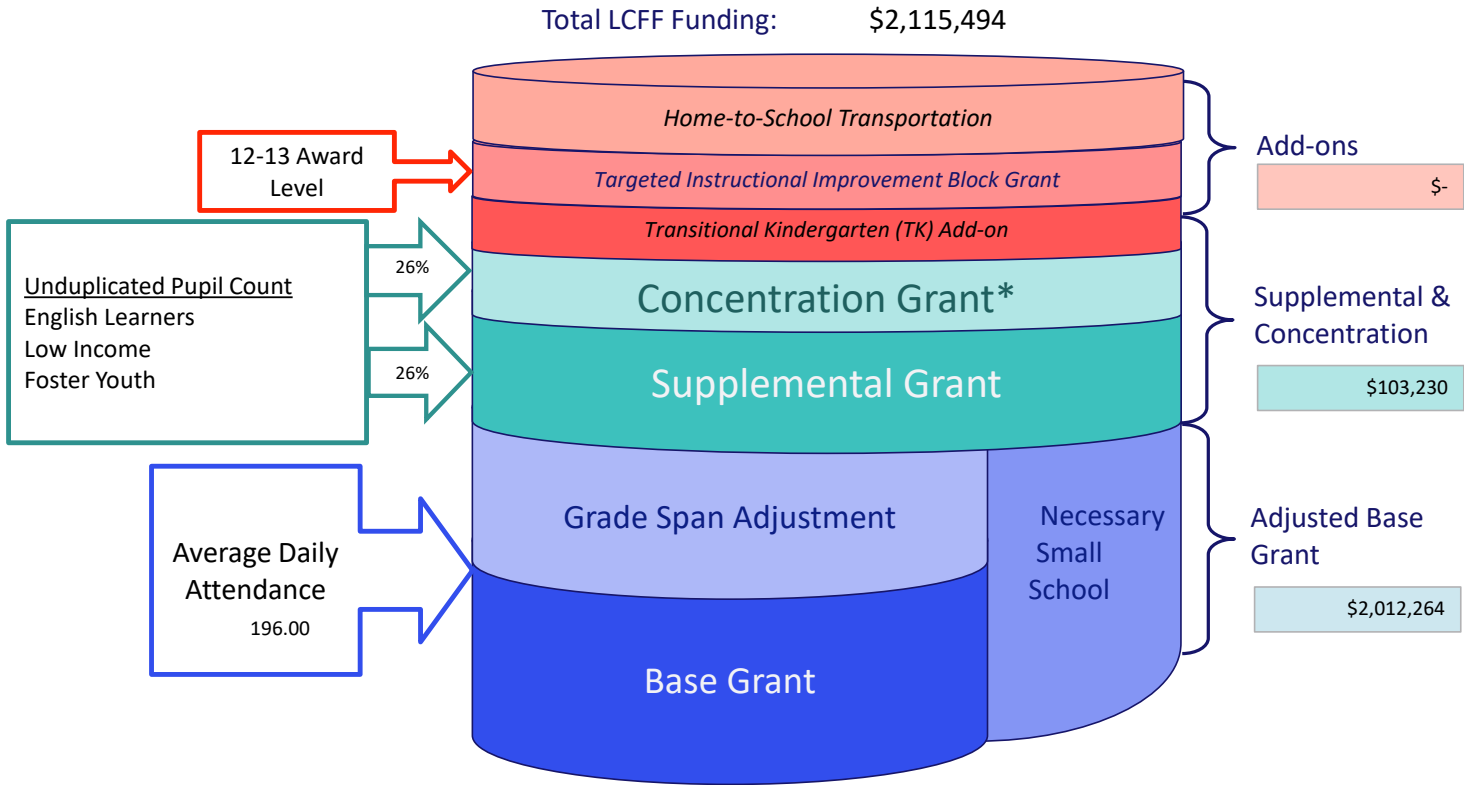 Total LCFF Funding: $2,115,494
Home-to-School Transportation
12-13 Award
Level
Targeted Instructional Improvement Block Grant
Add-ons
$-
Transitional Kindergarten (TK) Add-on
Unduplicated Pupil Count
English Learners
Low Income
Foster Youth
26%
26%
Concentration Grant*
Supplemental Grant
Supplemental &
Concentration
$103,230
Average Daily
Attendance
196.00
Grade Span Adjustment
Base Grant
Necessary
Small
School
Adjusted Base
Grant
$2,012,264